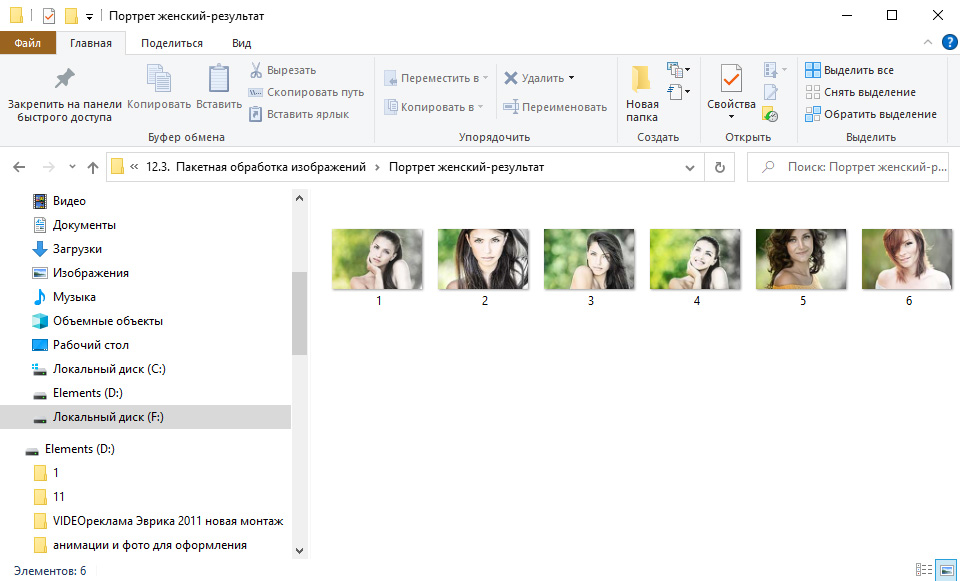 Портрет женский-результат
Файл Главная Поделиться Вид
Закрепить на панели быстрого доступа
Копировать
Вставить
Вырезать
Скопировать путь
Вставить ярлык
Буфер обмена
Переместить в
Копировать в
Удалить
Переименовать
Упорядочить
Новая папка
Создать
Свойства
Открыть
Выделить все
Снять выделение
Обратить выделение
Выделить
« 12.3. Пакетная обработка изображений › Портрет женский-результат
Поиск: Портрет женский-р...
Видео
Документы
Загрузки
Изображения
Музыка
Объемные объекты
Рабочий стол
Локальный диск (C:)
Elements (D:)
Локальный диск (F:)
Elements (D:)
1
11
VIDEOреклама Эврика 2011 новая монтаж
анимации и фото для оформления
1 2 3 4 5 6
Элементов: 6